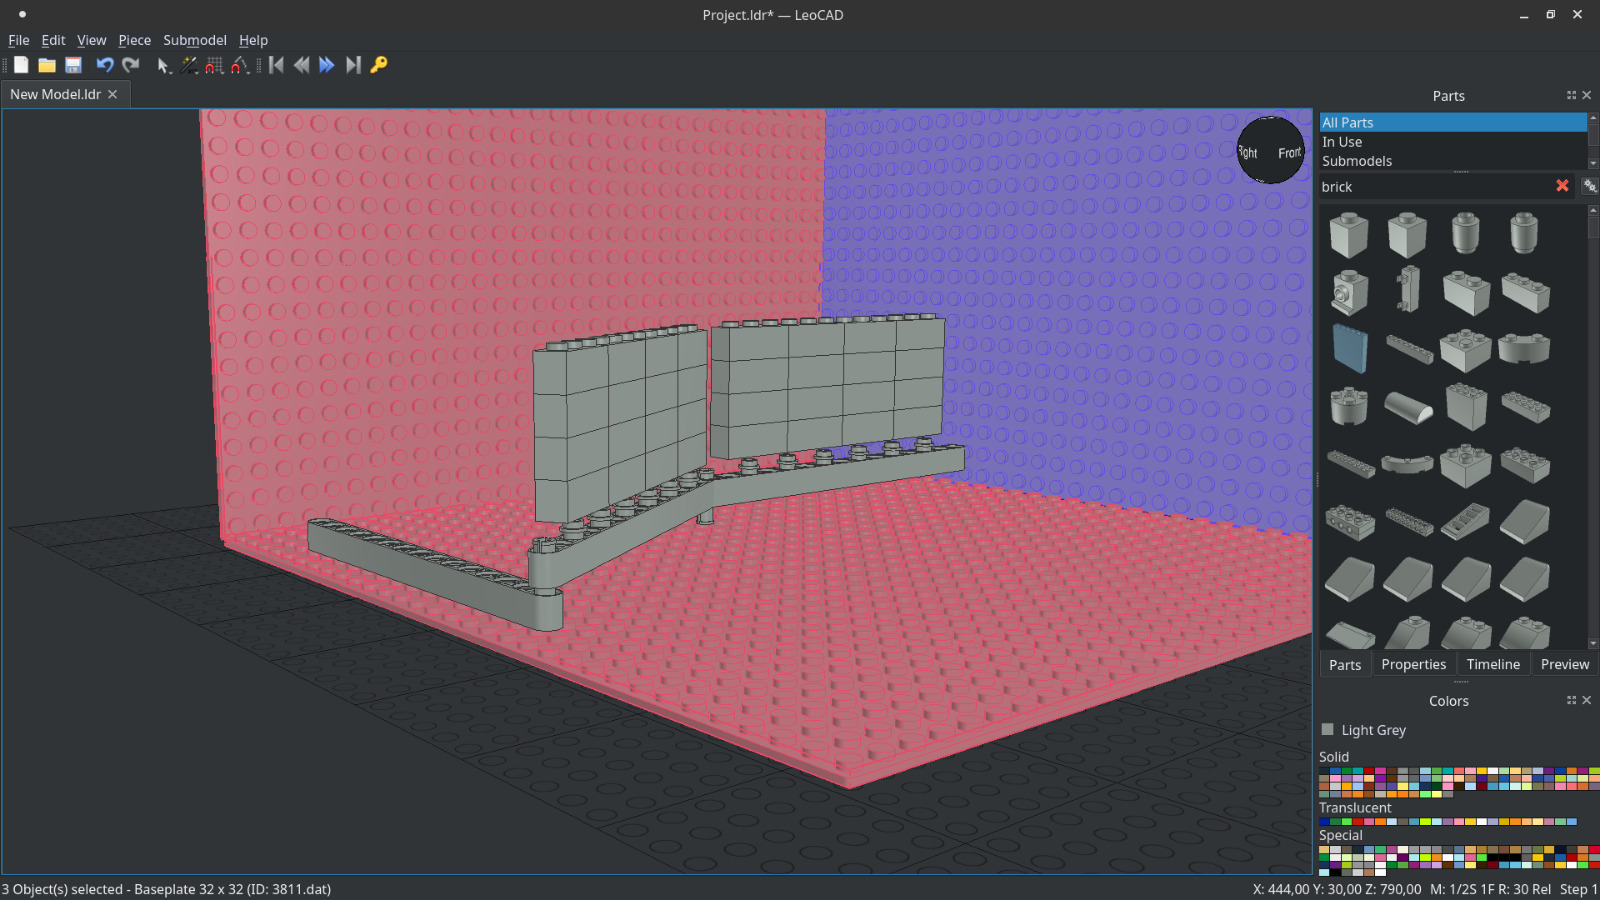 Project.ldr* — LeoCAD
File Edit View Piece Submodel Help
New Model.ldr
Parts
All Parts
In Use
Submodels
brick
Front
Parts Properties Timeline Preview
Colors
Light Grey
Solid
Translucent
Special
3 Object(s) selected - Baseplate 32 x 32 (ID: 3811.dat)
X: 444,00 Y: 30,00 Z: 790,00 M: 1/2S 1F R: 30 Rel Step 1